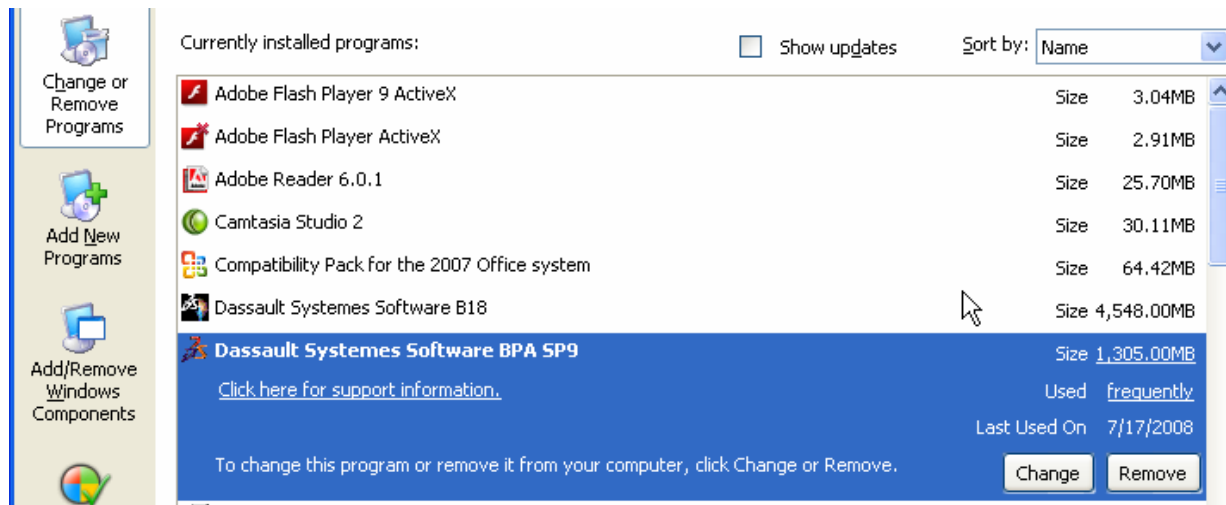 Currently installed programs:
Show updates
Sort by: Name
Change or
Remove
Programs
Adobe Flash Player 9 ActiveX Size 3.04MB
Adobe Flash Player ActiveX Size 2.91MB
Adobe Reader 6.0.1 Size 25.70MB
Add New
Programs
Camtasia Studio 2 Size 30.11MB
Compatibility Pack for the 2007 Office system Size 64.42MB
Dassault Systemes Software B18 Size 4,548.00MB
Add/Remove
Windows
Components
Dassault Systemes Software BPA SP9 Size 1,305.00MB
Click here for support information. Used frequently
Last Used On 7/17/2008
To change this program or remove it from your computer, click Change or Remove. Change Remove